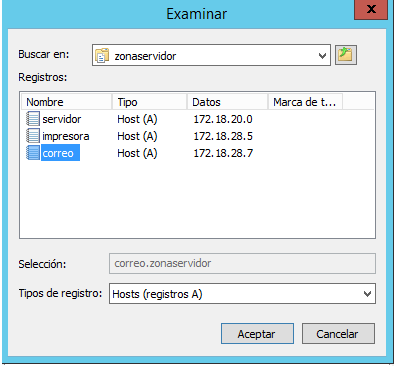 Examinar
x
Buscar en: zonaservidor
Registros:
Nombre Tipo Datos Marca de t...
servidor Host (A) 172.18.20.0
impresora Host (A) 172.18.28.5
correo Host (A) 172.18.28.7
Selección: correo.zonaservidor
Tipos de registro: Hosts (registros A)
Aceptar Cancelar